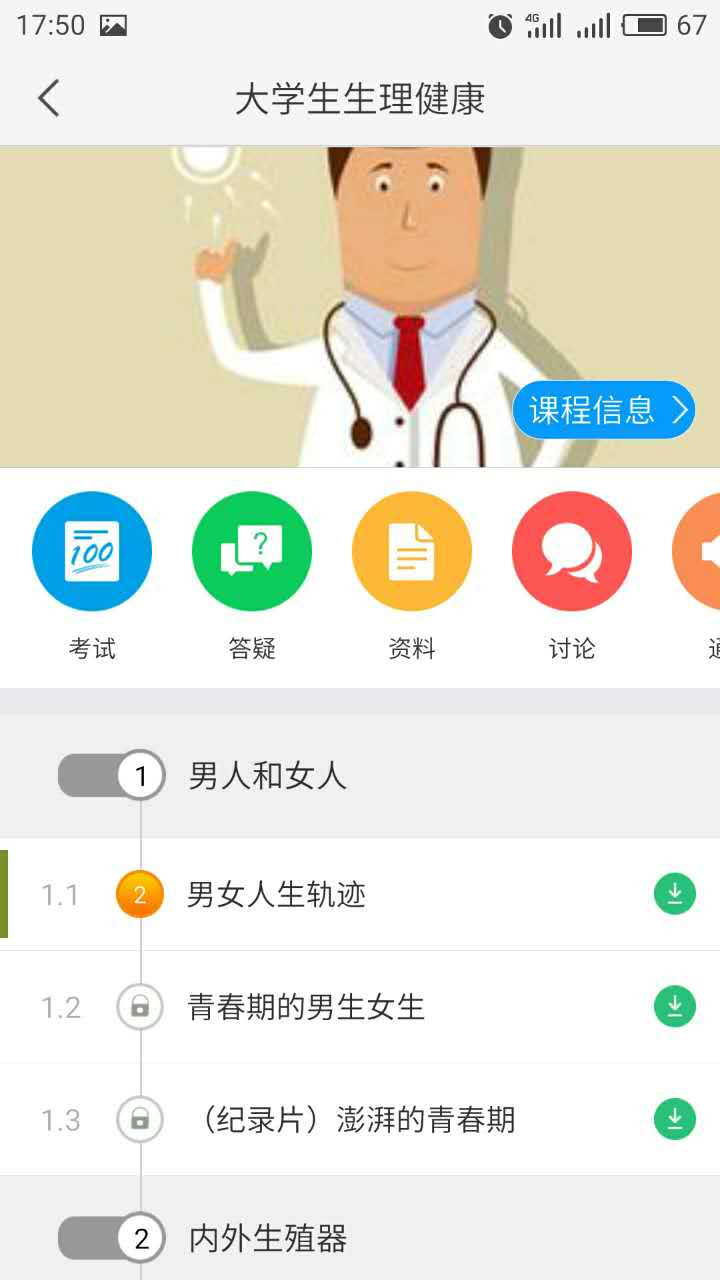 17:50
4G
67
大学生生理健康
课程信息
100
?
考试
答疑
资料
讨论
1 男人和女人
1.1 2 男女人生轨迹
1.2 青春期的男生女生
1.3 （纪录片）澎湃的青春期
2 内外生殖器